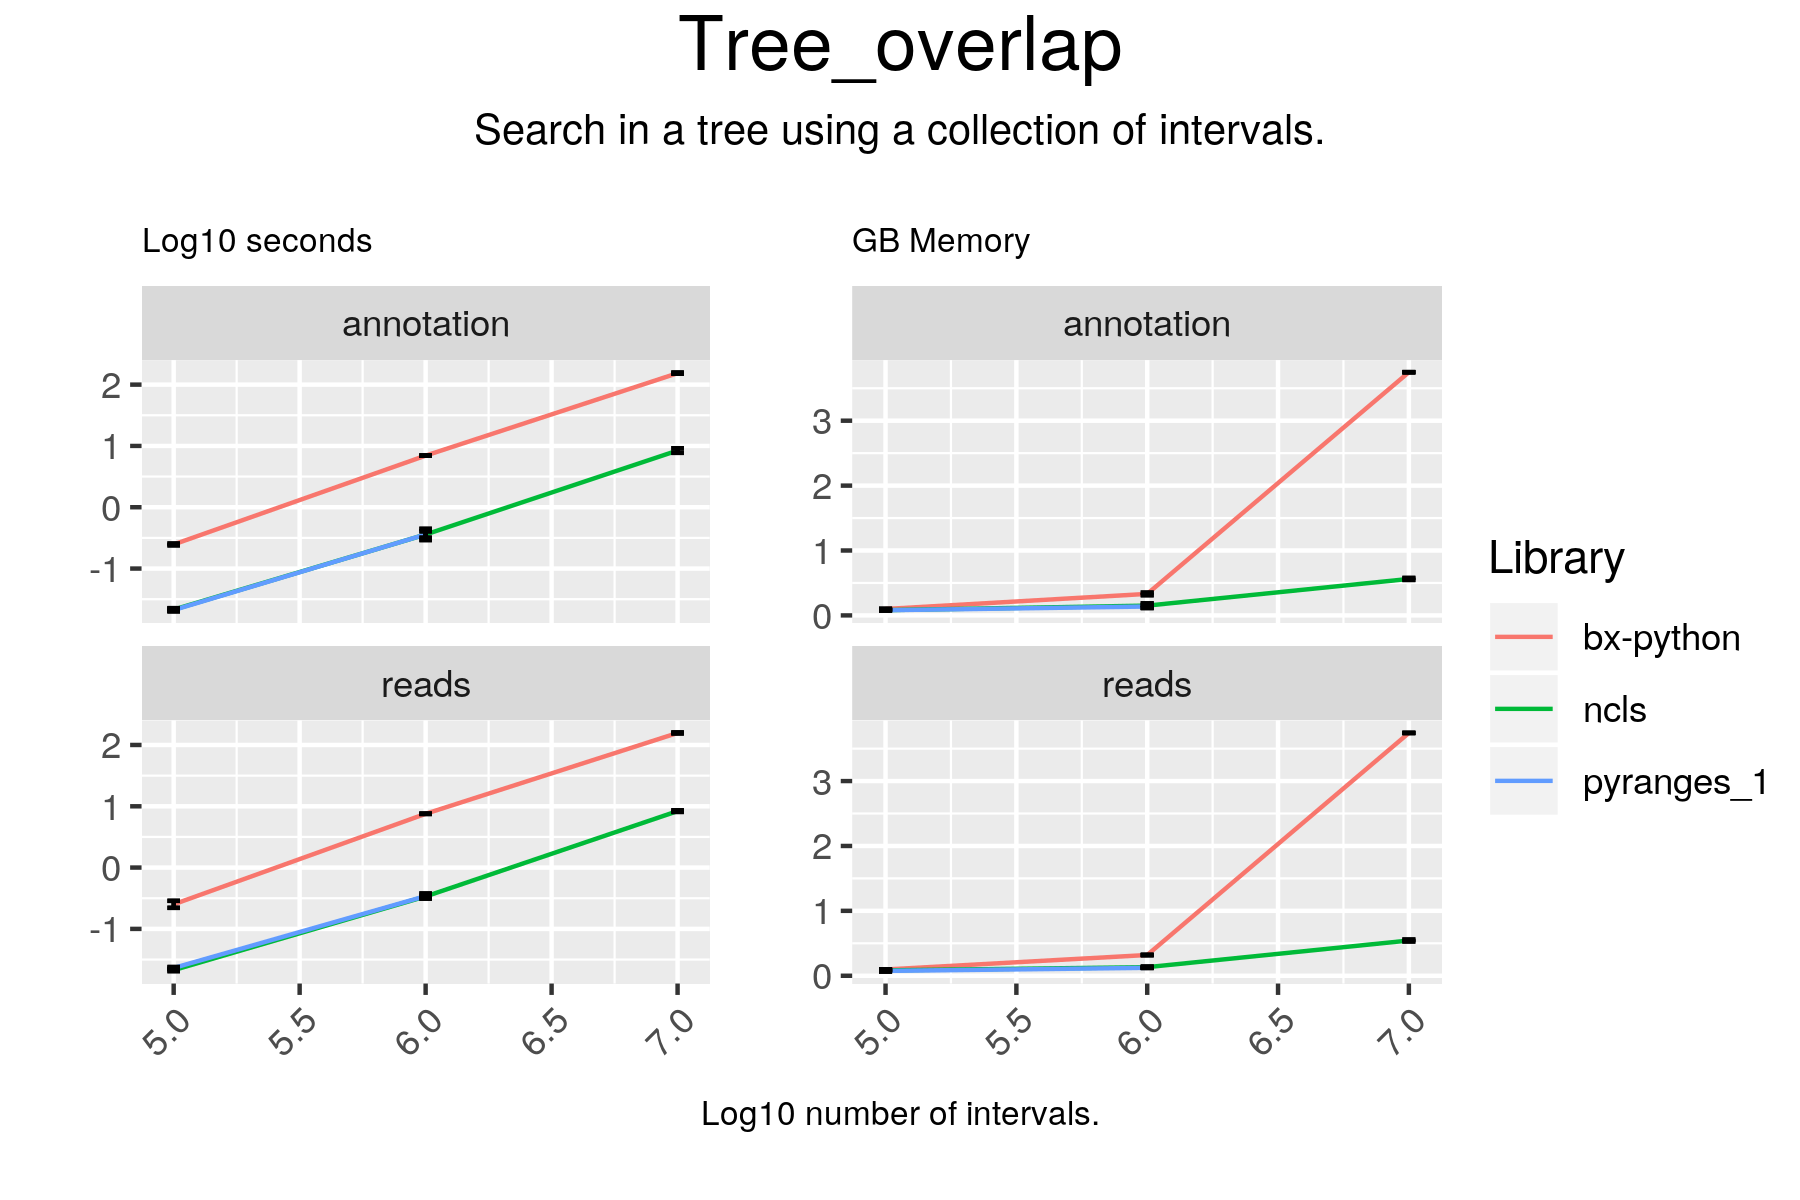 Tree_overlap
Search in a tree using a collection of intervals.
Log10 seconds
GB Memory
annotation
annotation
2
1
0
-1
3
2
1
0
reads
reads
2
1
0
-1
3
2
1
0
5.0 5.5 6.0 6.5 7.0
5.0 5.5 6.0 6.5 7.0
Log10 number of intervals.
Library
bx-python
ncls
pyranges_1